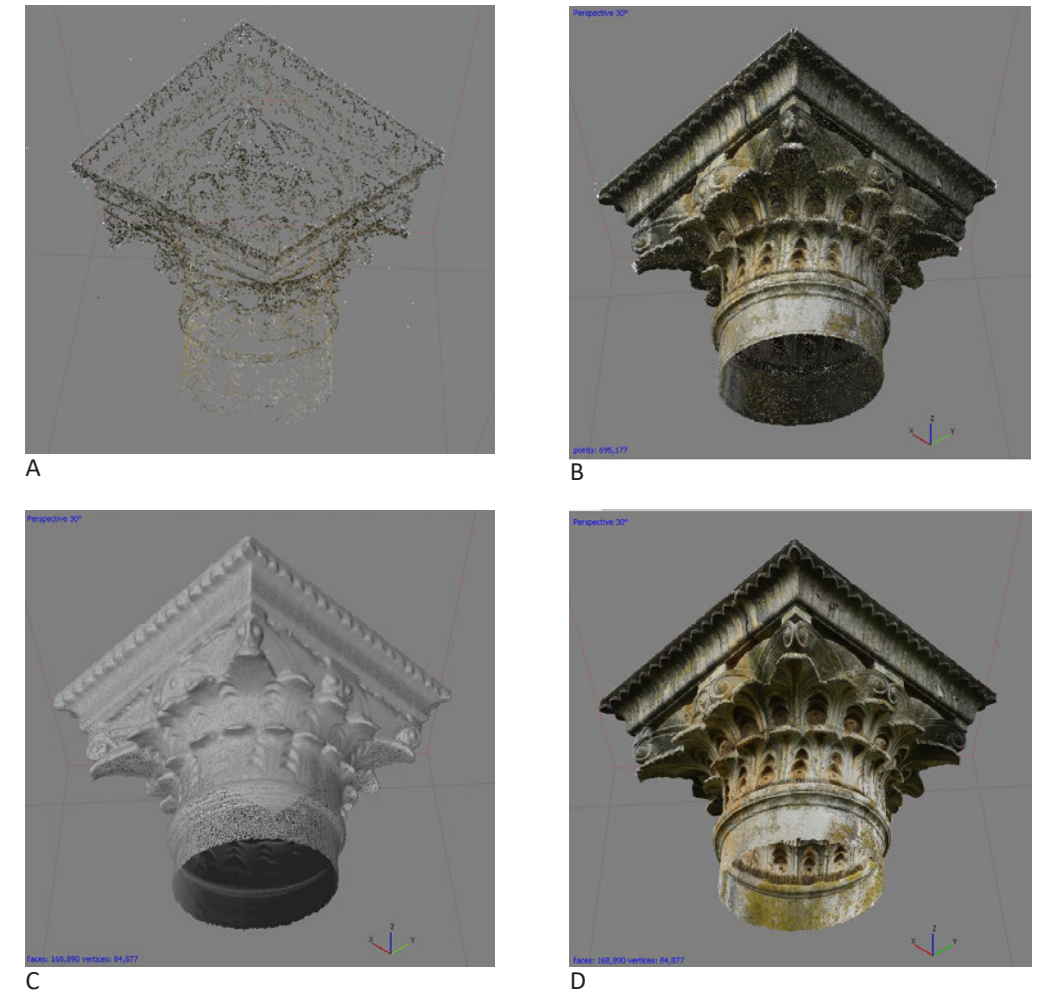 Perspective 30°
X
Z
Y
points: 695,177
A
B
Perspective 30°
Perspective 30°
X
Z
Y
X
Z
Y
faces: 168,890 vertices: 84,877
faces: 168,890 vertices: 84,877
C
D